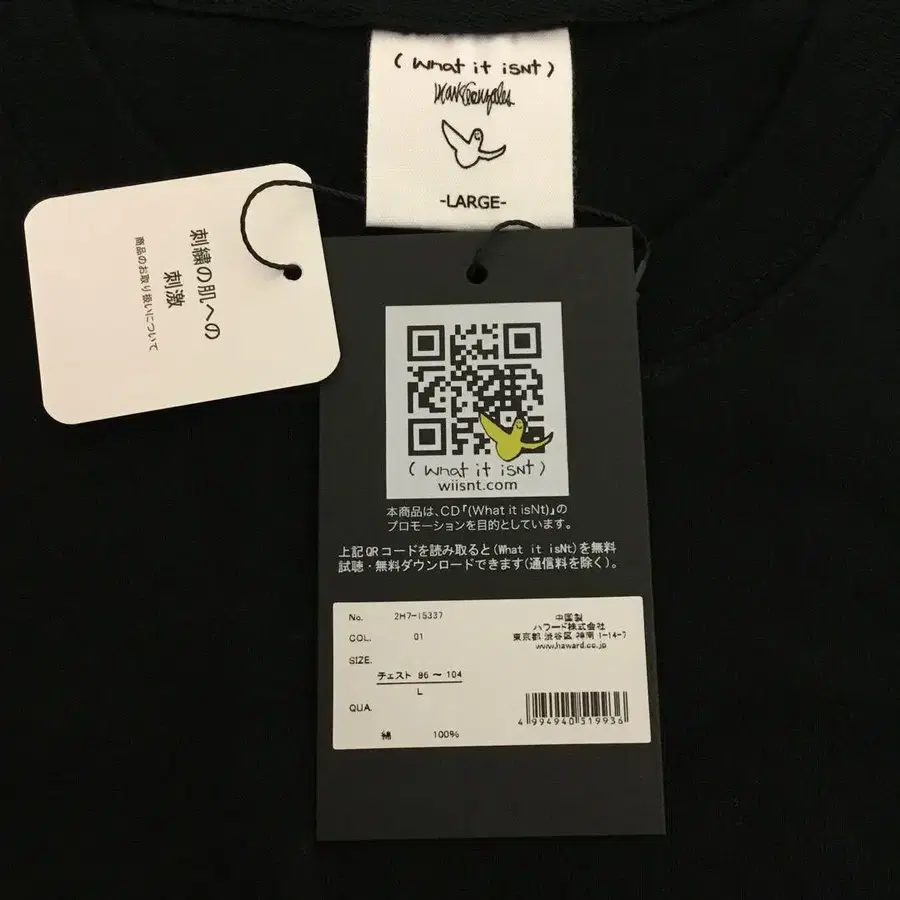 (What it isNt)
Mark Gonzales
-LARGE-
刺繍の肌への
刺激
商品のお取り扱いについて
(What it isNt)
wiisnt.com
本商品は、CD『(What it isNt)』の
プロモーションを目的としています。
上記QRコードを読み取ると(What it isNt)を無料
試聴・無料ダウンロードできます(通信料を除く)。
No. 2H7-15337
COL. 01
SIZE.
チェスト 86 〜 104
L
QUA.
綿 100%
中国製
ハワード株式会社
東京都 渋谷区 神南 1-14-7
www.haward.co.jp
4 994940 519936